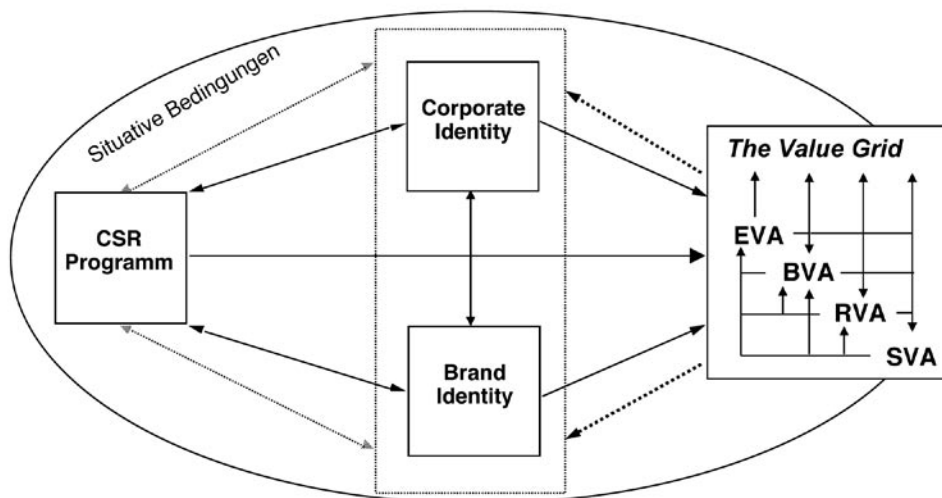 Situative Bedingungen
Corporate
Identity
The Value Grid
CSR
Programm
EVA
BVA
RVA
SVA
Brand
Identity